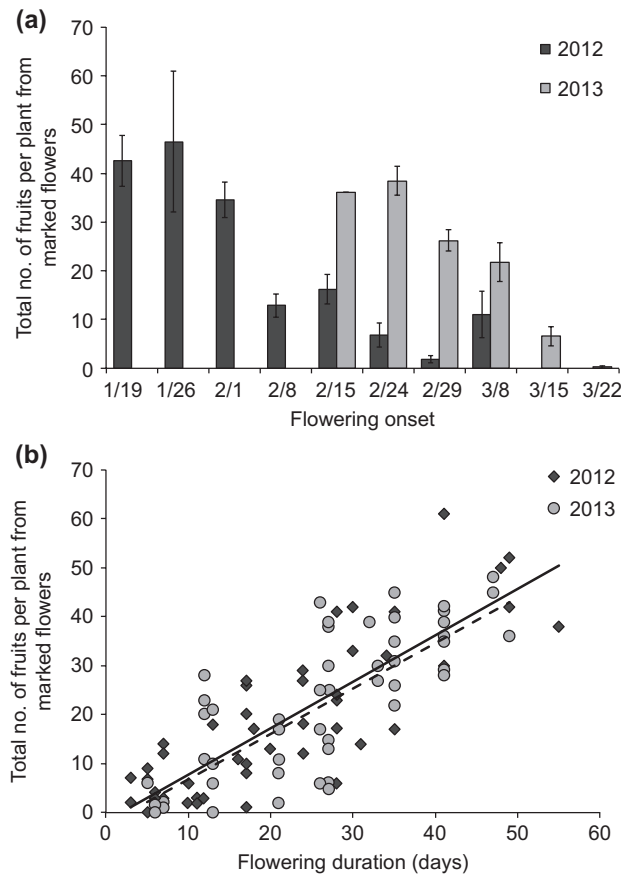 (a)
70
60
50
40
30
20
10
0
Total no. of fruits per plant from
marked flowers
2012
2013
1/19 1/26 2/1 2/8 2/15 2/24 2/29 3/8 3/15 3/22
Flowering onset
(b)
70
60
50
40
30
20
10
0
Total no. of fruits per plant from
marked flowers
2012
2013
0 10 20 30 40 50 60
Flowering duration (days)